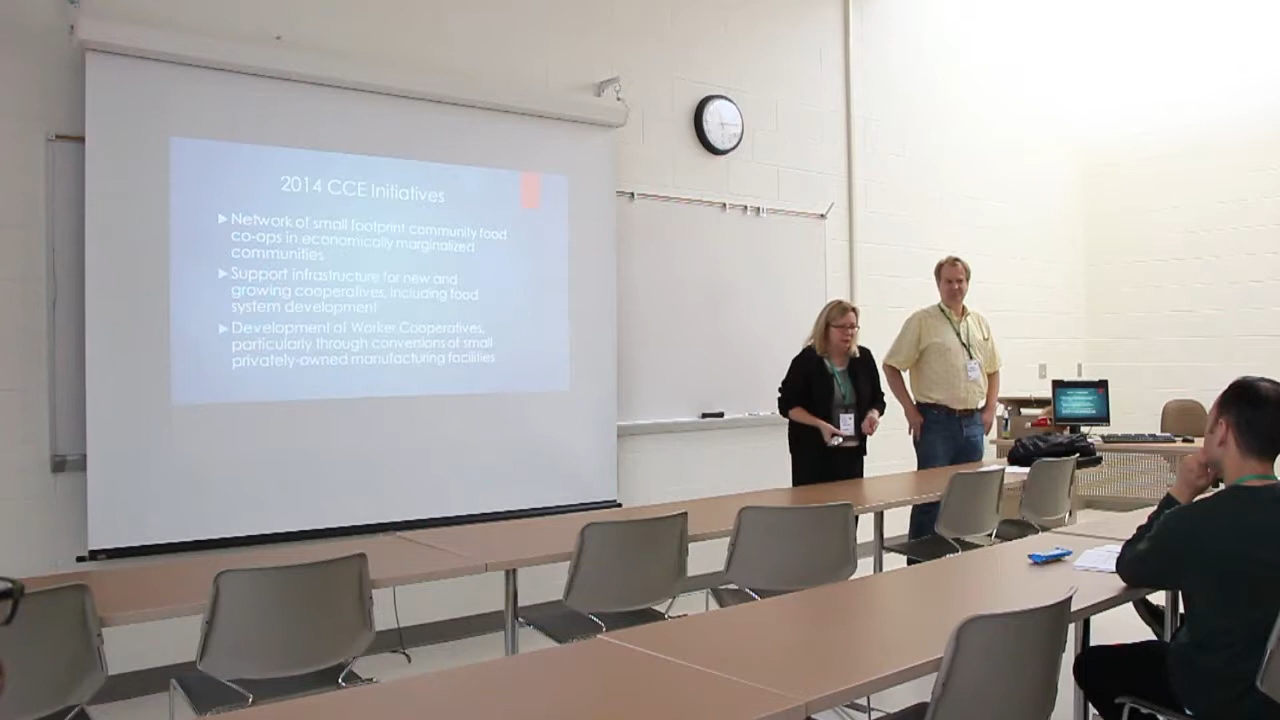 2014 CCE Initiatives
Network of small footprint community food
co-ops in economically marginalized
communities
Support infrastructure for new and
growing cooperatives, including food
system development
Development of Worker Cooperatives,
particularly through conversions of small
privately-owned manufacturing facilities